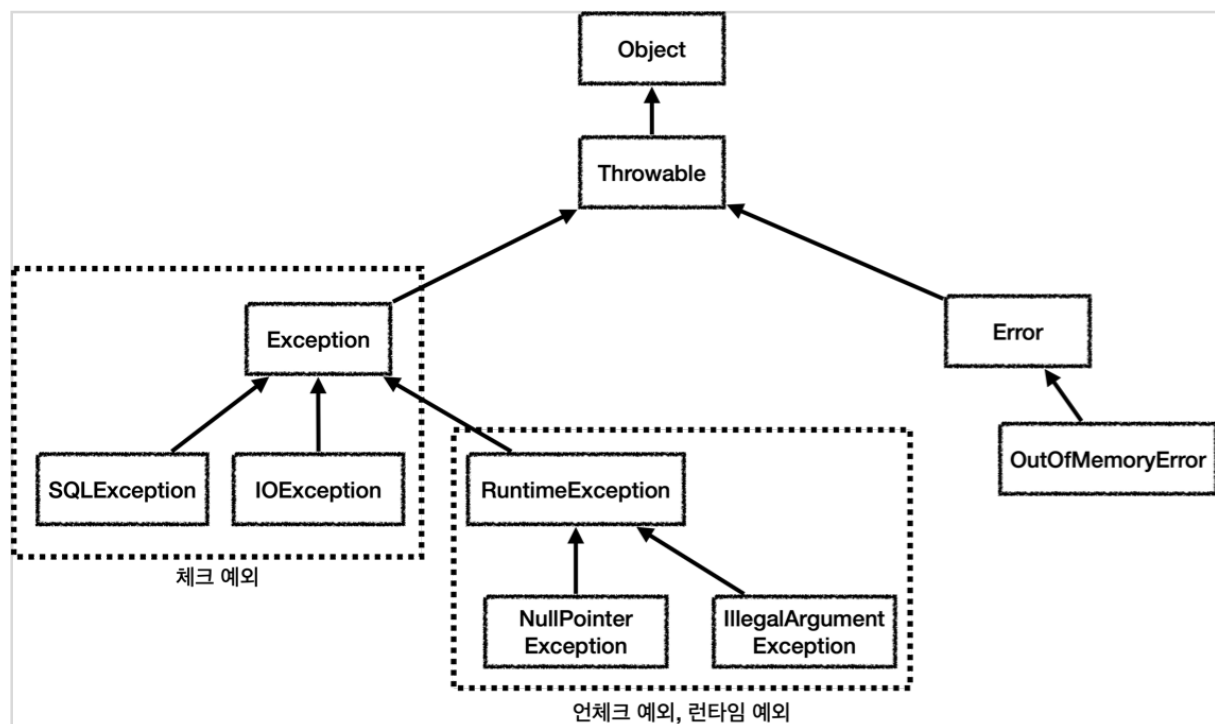 Object
Throwable
Exception
Error
SQLException
IOException
RuntimeException
OutOfMemoryError
체크 예외
NullPointer
Exception
IllegalArgument
Exception
언체크 예외, 런타임 예외